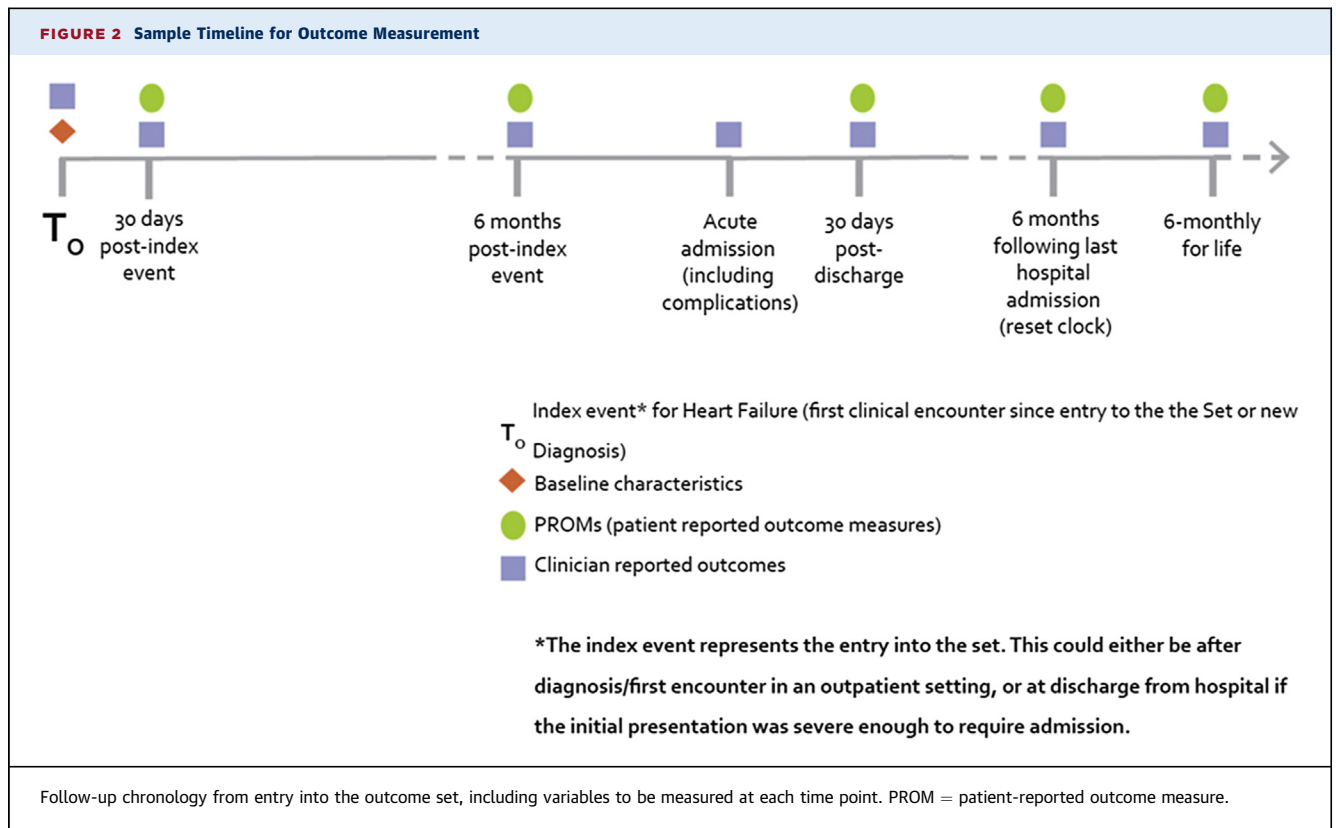 FIGURE 2 Sample Timeline for Outcome Measurement
To
30 days
post-index
event
6 months
post-index
event
Acute
admission
(including
complications)
30 days
post-
discharge
6 months
following last
hospital
admission
(reset clock)
6-monthly
for life
To
Index event* for Heart Failure (first clinical encounter since entry to the the Set or new
Diagnosis)
Baseline characteristics
PROMs (patient reported outcome measures)
Clinician reported outcomes
*The index event represents the entry into the set. This could either be after
diagnosis/first encounter in an outpatient setting, or at discharge from hospital if
the initial presentation was severe enough to require admission.
Follow-up chronology from entry into the outcome set, including variables to be measured at each time point. PROM = patient-reported outcome measure.